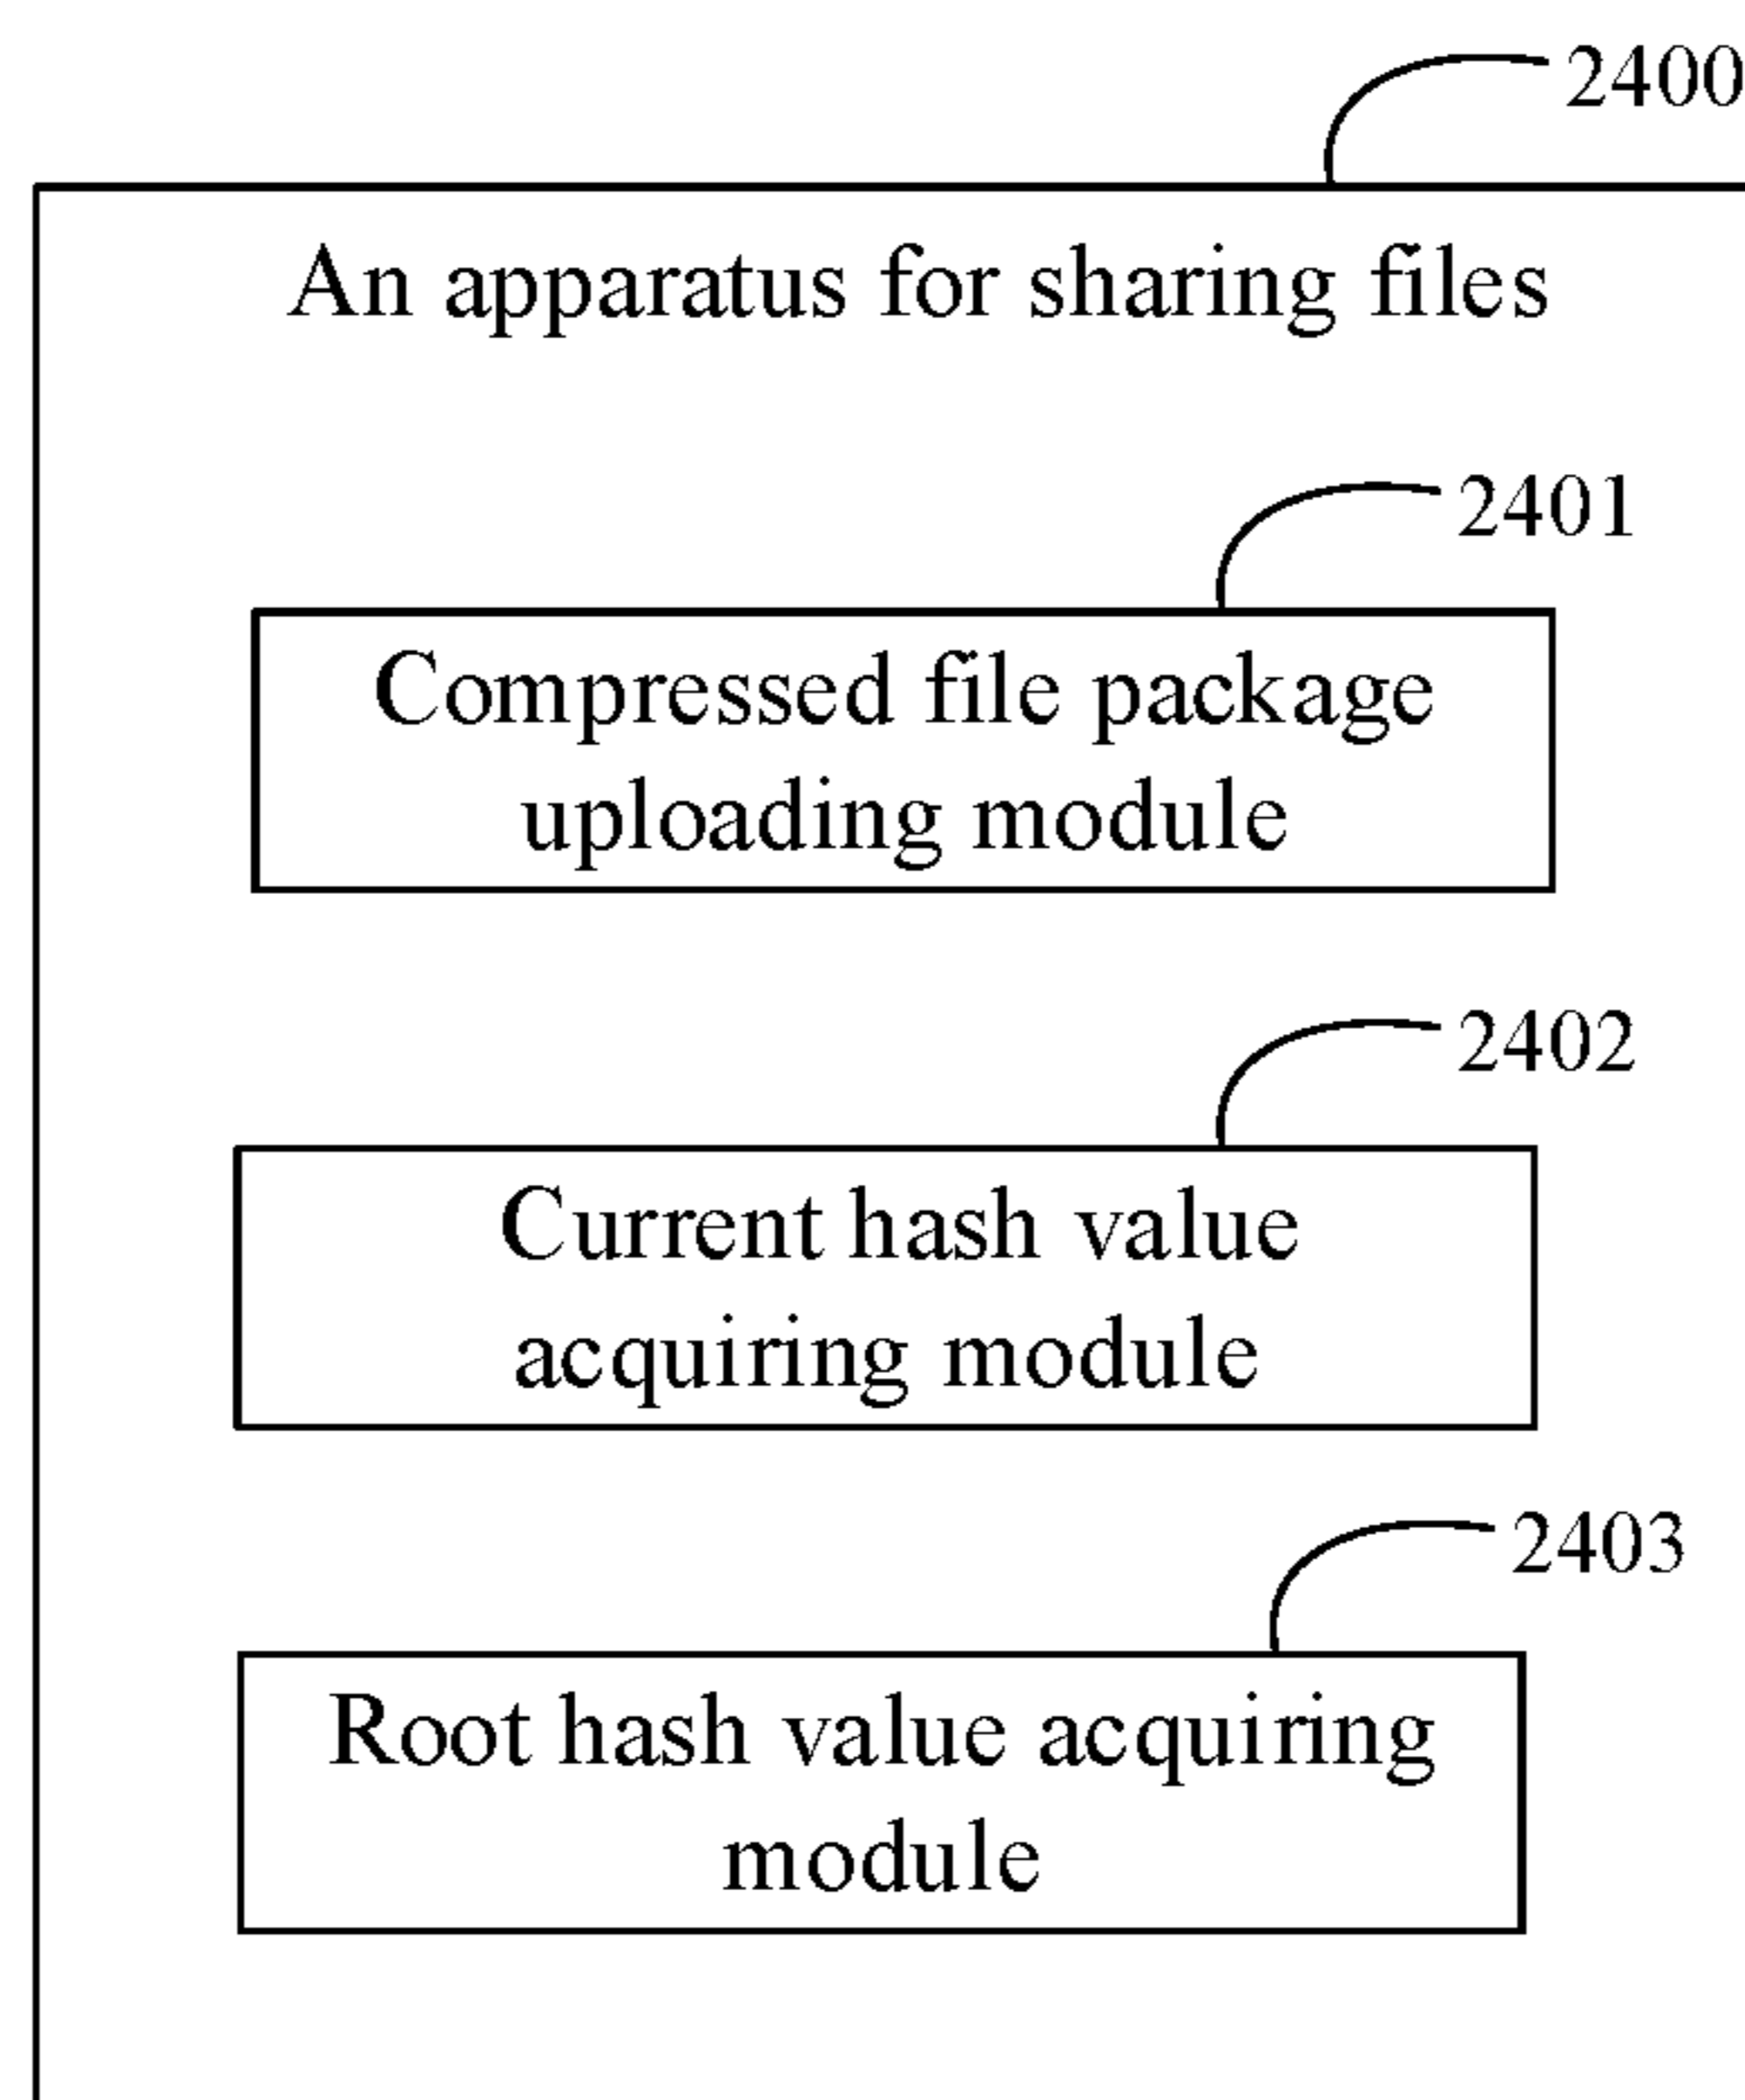 2400
An apparatus for sharing files
2401
Compressed file package
uploading module
2402
Current hash value
acquiring module
2403
Root hash value acquiring
module